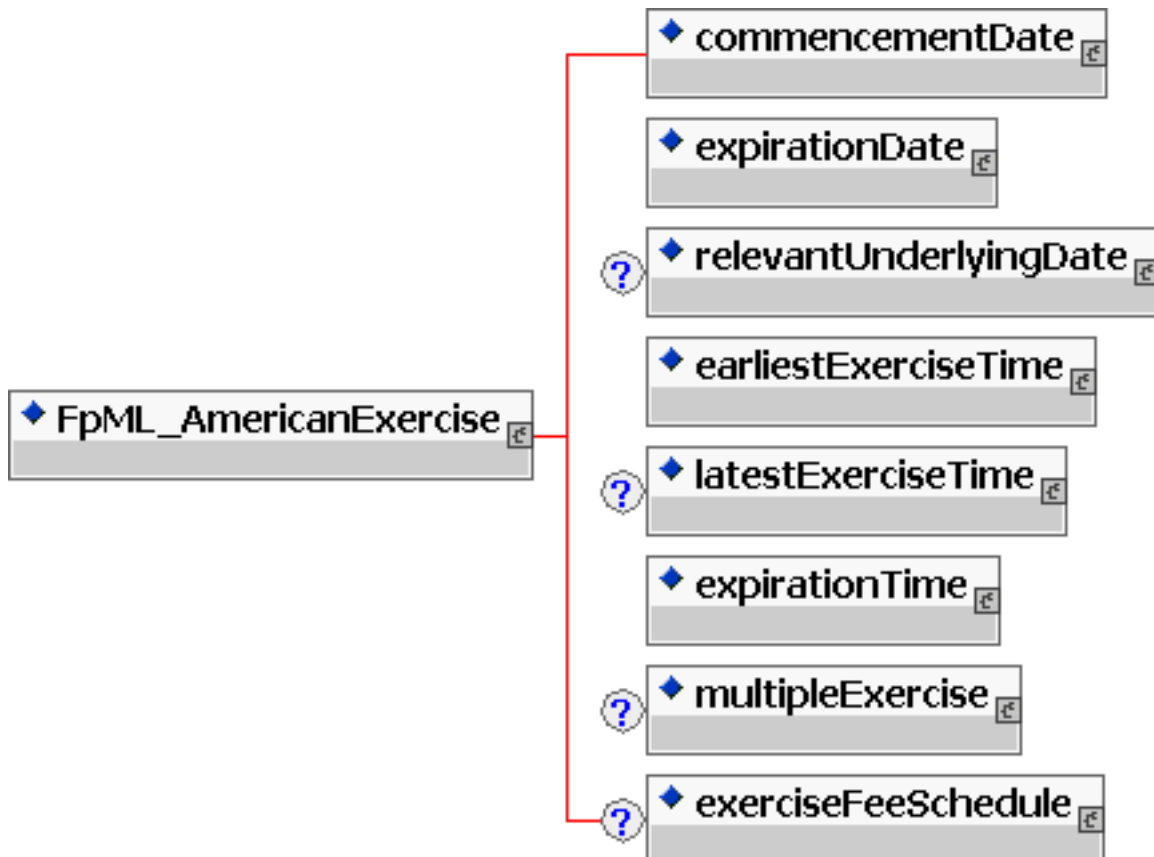 commencementDate
expirationDate
? relevantUnderlyingDate
earliestExerciseTime
FpML_AmericanExercise
? latestExerciseTime
expirationTime
? multipleExercise
? exerciseFeeSchedule